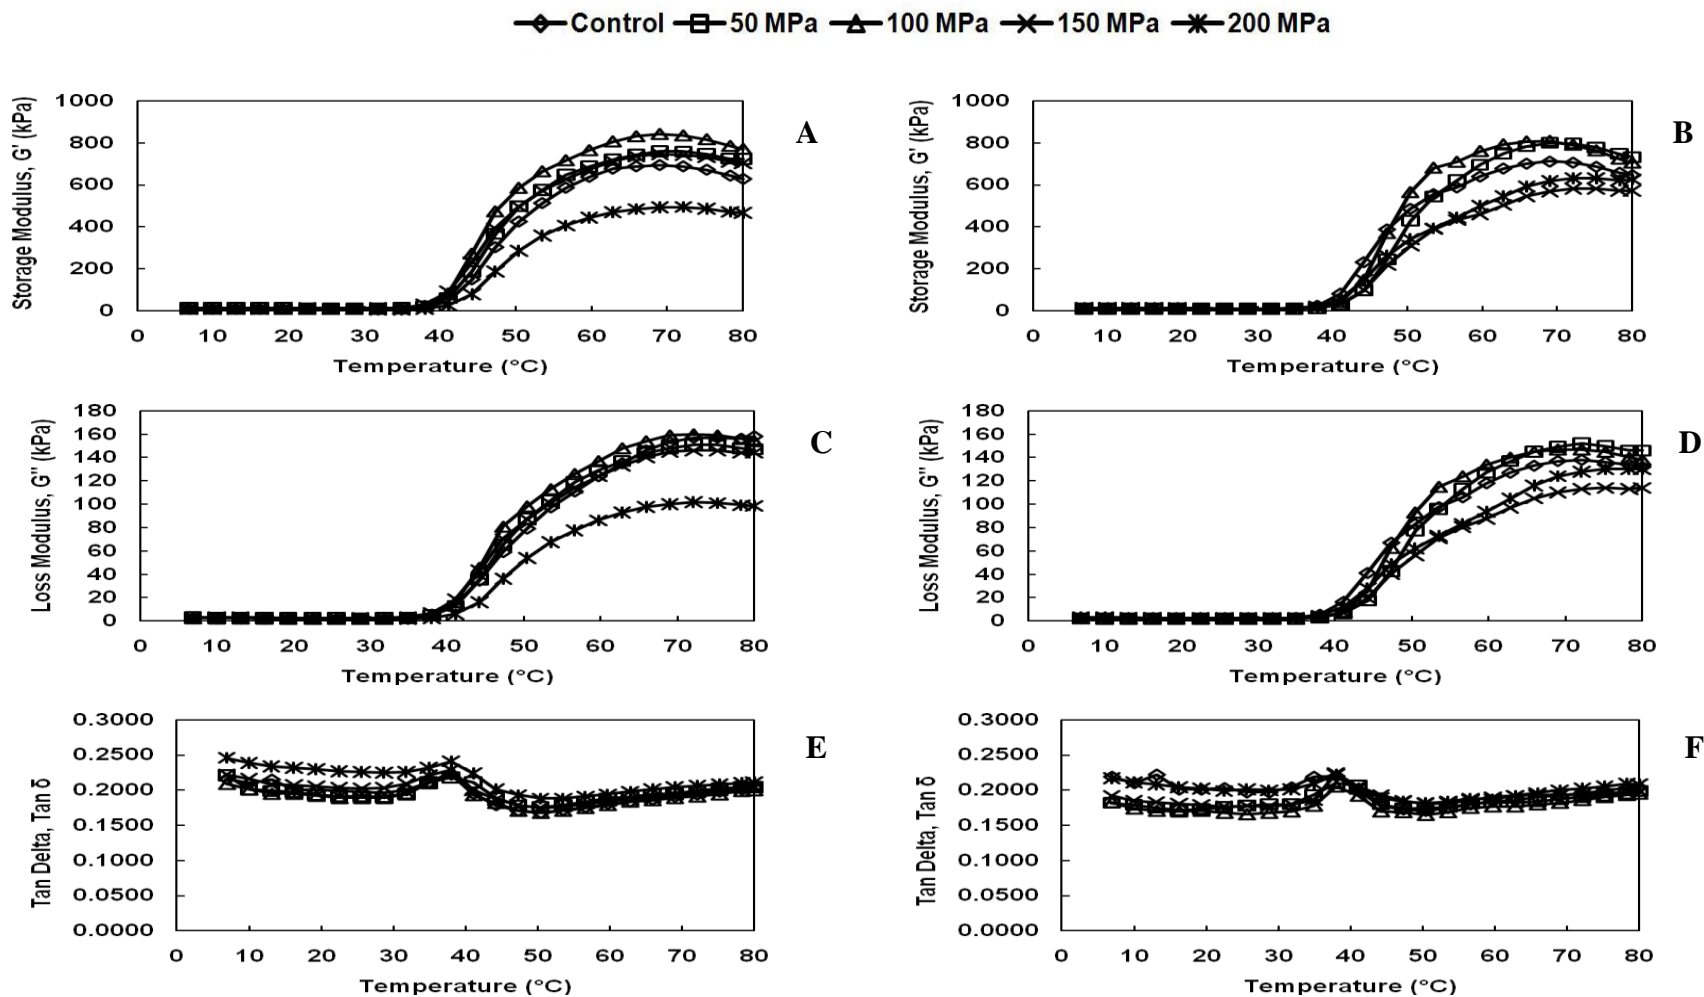 Control 50 MPa 100 MPa 150 MPa 200 MPa
Storage Modulus, G' (kPa)
1000
800
600
400
200
0
0 10 20 30 40 50 60 70 80
Temperature (°C)
A
Storage Modulus, G' (kPa)
1000
800
600
400
200
0
0 10 20 30 40 50 60 70 80
Temperature (°C)
B
Loss Modulus, G'' (kPa)
180
160
140
120
100
80
60
40
20
0
0 10 20 30 40 50 60 70 80
Temperature (°C)
C
Loss Modulus, G'' (kPa)
180
160
140
120
100
80
60
40
20
0
0 10 20 30 40 50 60 70 80
Temperature (°C)
D
Tan Delta, Tan δ
0.3000
0.2500
0.2000
0.1500
0.1000
0.0500
0.0000
0 10 20 30 40 50 60 70 80
Temperature (°C)
E
Tan Delta, Tan δ
0.3000
0.2500
0.2000
0.1500
0.1000
0.0500
0.0000
0 10 20 30 40 50 60 70 80
Temperature (°C)
F